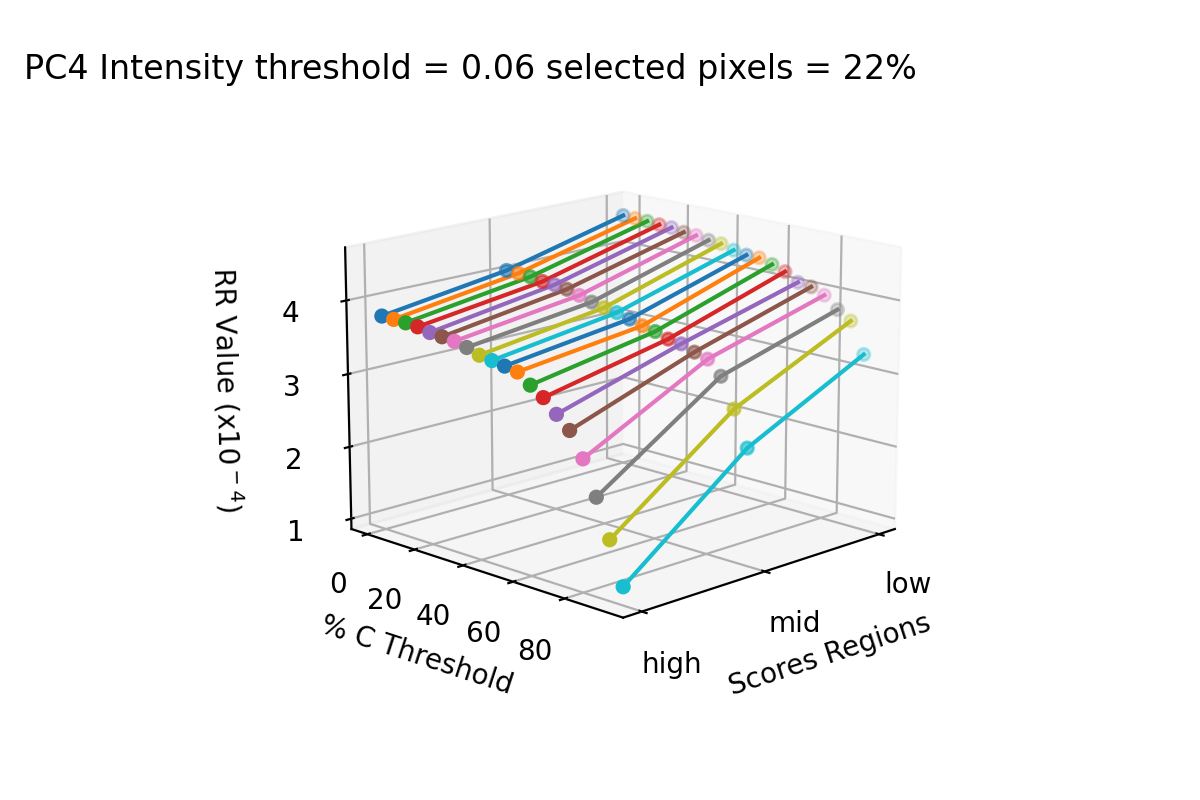 PC4 Intensity threshold = 0.06 selected pixels = 22%
RR Value (x10⁻⁴)
4
3
2
1
0
20
40
60
80
% C Threshold
high
mid
low
Scores Regions